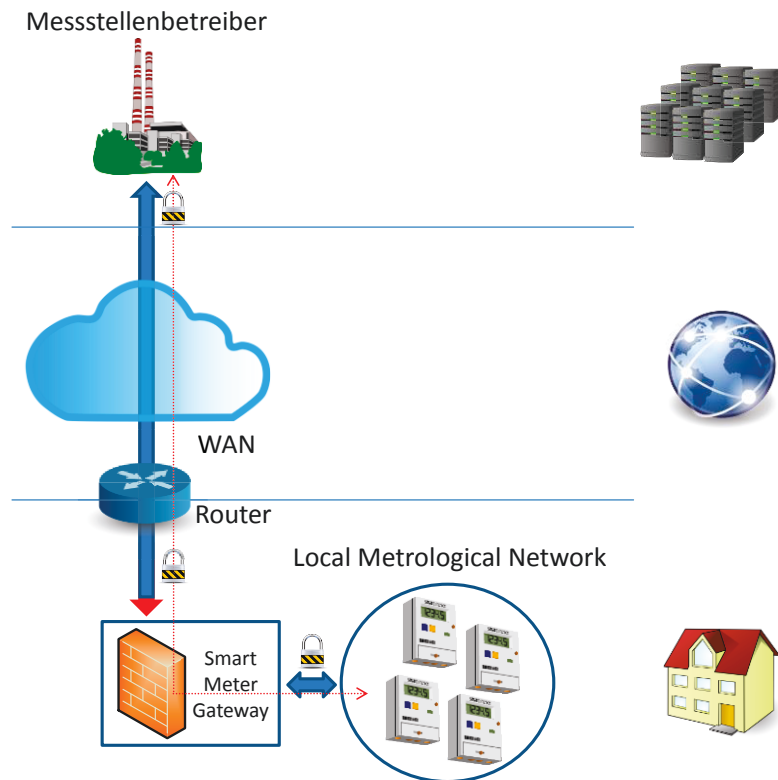 Messstellenbetreiber
WAN
Router
Local Metrological Network
Smart
Meter
Gateway